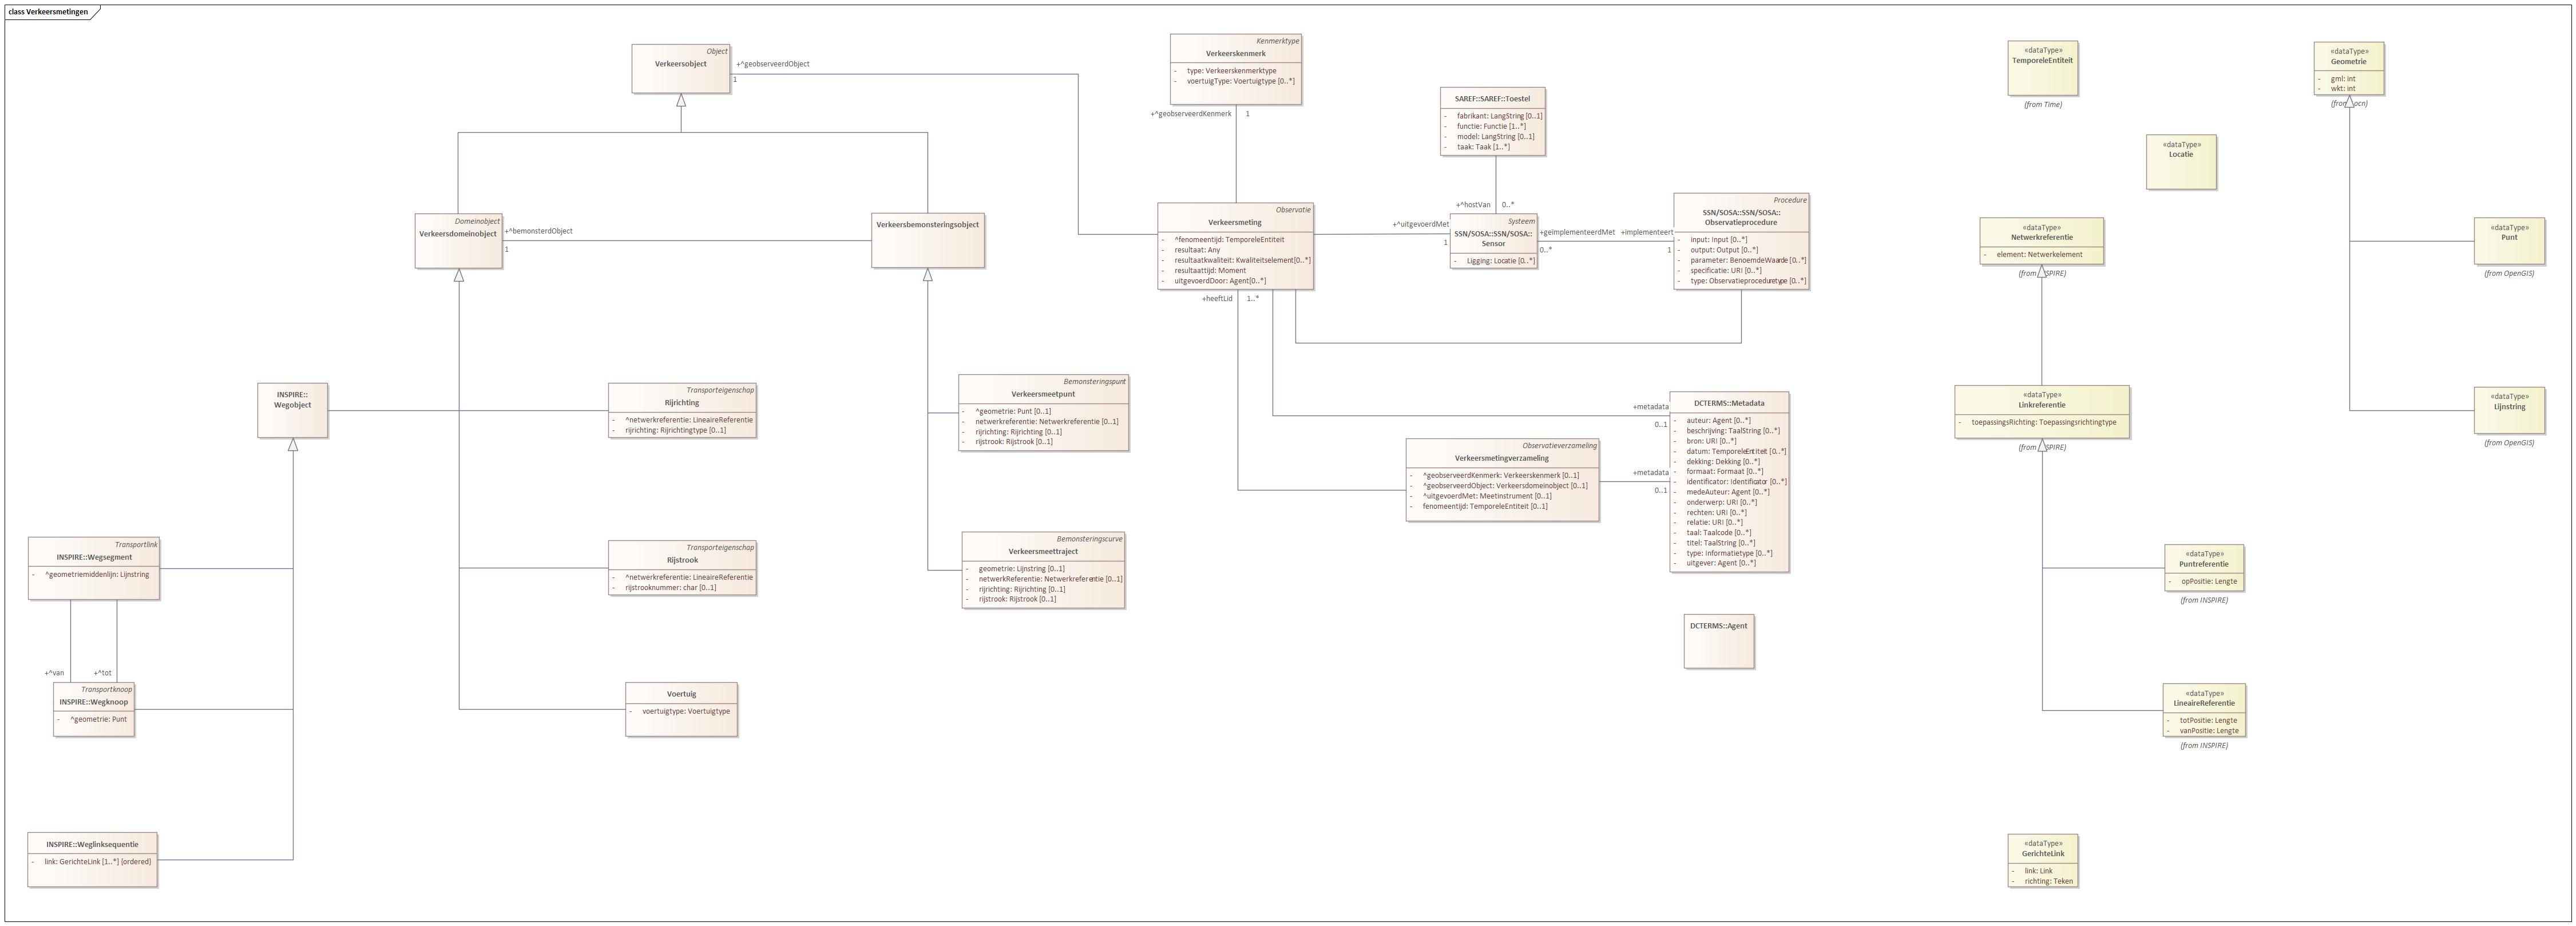 class Verkeersmetingen
Object
Verkeersobject
+^geobserveerdObject
1
Kenmerktype
Verkeerskenmerk
- type: Verkeerskenmerktype
- voertuigType: Voertuigtype [0..*]
+^geobserveerdKenmerk
1
SAREF::SAREF::Toestel
- fabrikant: LangString [0..1]
- functie: Functie [1..*]
- model: LangString [0..1]
- taak: Taak [1..*]
+^hostVan
0..*
«dataType»
TemporeleEntiteit
(from Time)
«dataType»
Geometrie
- gml: int
- wkt: int
«dataType»
Locatie
Domeinobject
Verkeersdomeinobject
+^bemonsterdObject
1
Verkeersbemonsteringsobject
Observatie
Verkeersmeting
- ^fenomeentijd: TemporeleEntiteit
- resultaat: Any
- resultaatkwaliteit: Kwaliteitselement[0..*]
- resultaattijd: Moment
- uitgevoerdDoor: Agent[0..*]
+^uitgevoerdMet
1
Systeem
SSN/SOSA::SSN/SOSA::
Sensor
- Ligging: Locatie [0..*]
+geimplementeerdMet
0..*
+implementeert
1
Procedure
SSN/SOSA::SSN/SOSA::
Observatieprocedure
- input: Input [0..*]
- output: Output [0..*]
- parameter: BenoemdeWaarde [0..*]
- specificatie: URI [0..*]
- type: Observatieproceduretype [0..*]
«dataType»
Netwerkreferentie
- element: Netwerkelement
«dataType»
Punt
(from OpenGIS)
+heeftLid
1..*
INSPIRE::
Wegobject
Transporteigenschap
Rijrichting
- ^netwerkreferentie: LineaireReferentie
- rijrichting: Rijrichtingtype [0..1]
Bemonsteringspunt
Verkeersmeetpunt
- ^geometrie: Punt [0..1]
- netwerkreferentie: Netwerkreferentie [0..1]
- rijrichting: Rijrichting [0..1]
- rijstrook: Rijstrook [0..1]
+metadata
0..1
DCTERMS::Metadata
- auteur: Agent [0..*]
- beschrijving: TaalString [0..*]
- bron: URI [0..*]
- datum: TemporeleEntiteit [0..*]
- dekking: Dekking [0..*]
- formaat: Formaat [0..*]
- identificator: Identificator [0..*]
- medeAuteur: Agent [0..*]
- onderwerp: URI [0..*]
- rechten: URI [0..*]
- relatie: URI [0..*]
- taal: Taalcode [0..*]
- titel: TaalString [0..*]
- type: Informatietype [0..*]
- uitgever: Agent [0..*]
Observatieverzameling
Verkeersmetingverzameling
- ^geobserveerdKenmerk: Verkeerskenmerk [0..1]
- ^geobserveerdObject: Verkeersdomeinobject [0..1]
- ^uitgevoerdMet: Meetinstrument [0..1]
- fenomeentijd: TemporeleEntiteit [0..1]
+metadata
0..1
«dataType»
Linkreferentie
- toepassingsRichting: Toepassingsrichtingtype
«dataType»
Lijnstring
(from OpenGIS)
Transportlink
INSPIRE::Wegsegment
- ^geometriemiddenlijn: Lijnstring
Transporteigenschap
Rijstrook
- ^netwerkreferentie: LineaireReferentie
- rijstrooknummer: char [0..1]
Bemonsteringscurve
Verkeersmeettraject
- geometrie: Lijnstring [0..1]
- netwerkReferentie: Netwerkreferentie [0..1]
- rijrichting: Rijrichting [0..1]
- rijstrook: Rijstrook [0..1]
«dataType»
Puntreferentie
- opPositie: Lengte
(from INSPIRE)
DCTERMS::Agent
+^van
+^tot
Transportknoop
INSPIRE::Wegknoop
- ^geometrie: Punt
Voertuig
- voertuigtype: Voertuigtype
«dataType»
LineaireReferentie
- totPositie: Lengte
- vanPositie: Lengte
(from INSPIRE)
INSPIRE::Weglinksequentie
- link: GerichteLink [1..*] {ordered}
«dataType»
GerichteLink
- link: Link
- richting: Teken